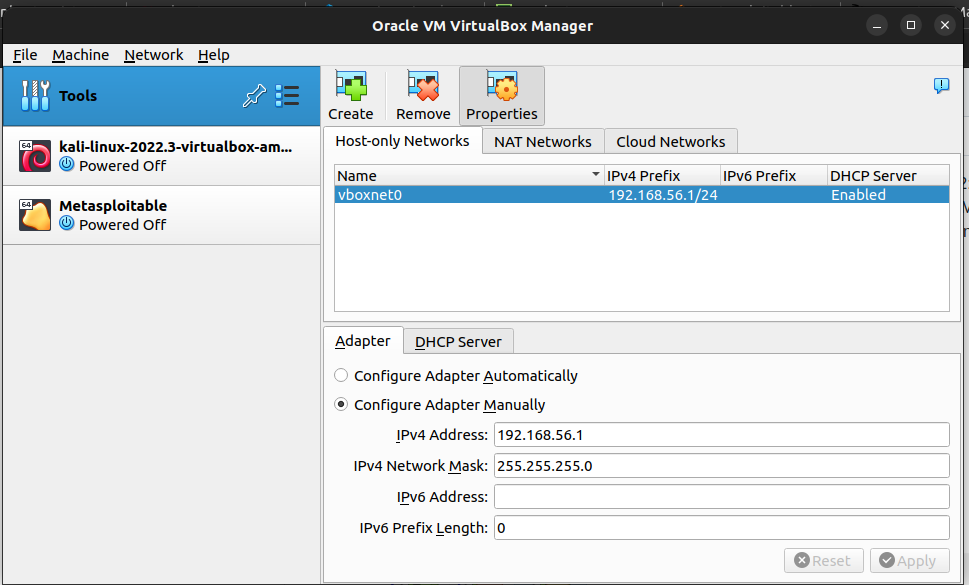 Oracle VM VirtualBox Manager
File Machine Network Help
Tools
64
kali-linux-2022.3-virtualbox-am...
Powered Off
64
Metasploitable
Powered Off
Create Remove Properties
Host-only Networks NAT Networks Cloud Networks
Name IPv4 Prefix IPv6 Prefix DHCP Server
vboxnet0 192.168.56.1/24 Enabled
Adapter DHCP Server
Configure Adapter Automatically
Configure Adapter Manually
IPv4 Address: 192.168.56.1
IPv4 Network Mask: 255.255.255.0
IPv6 Address:
IPv6 Prefix Length: 0
Reset Apply